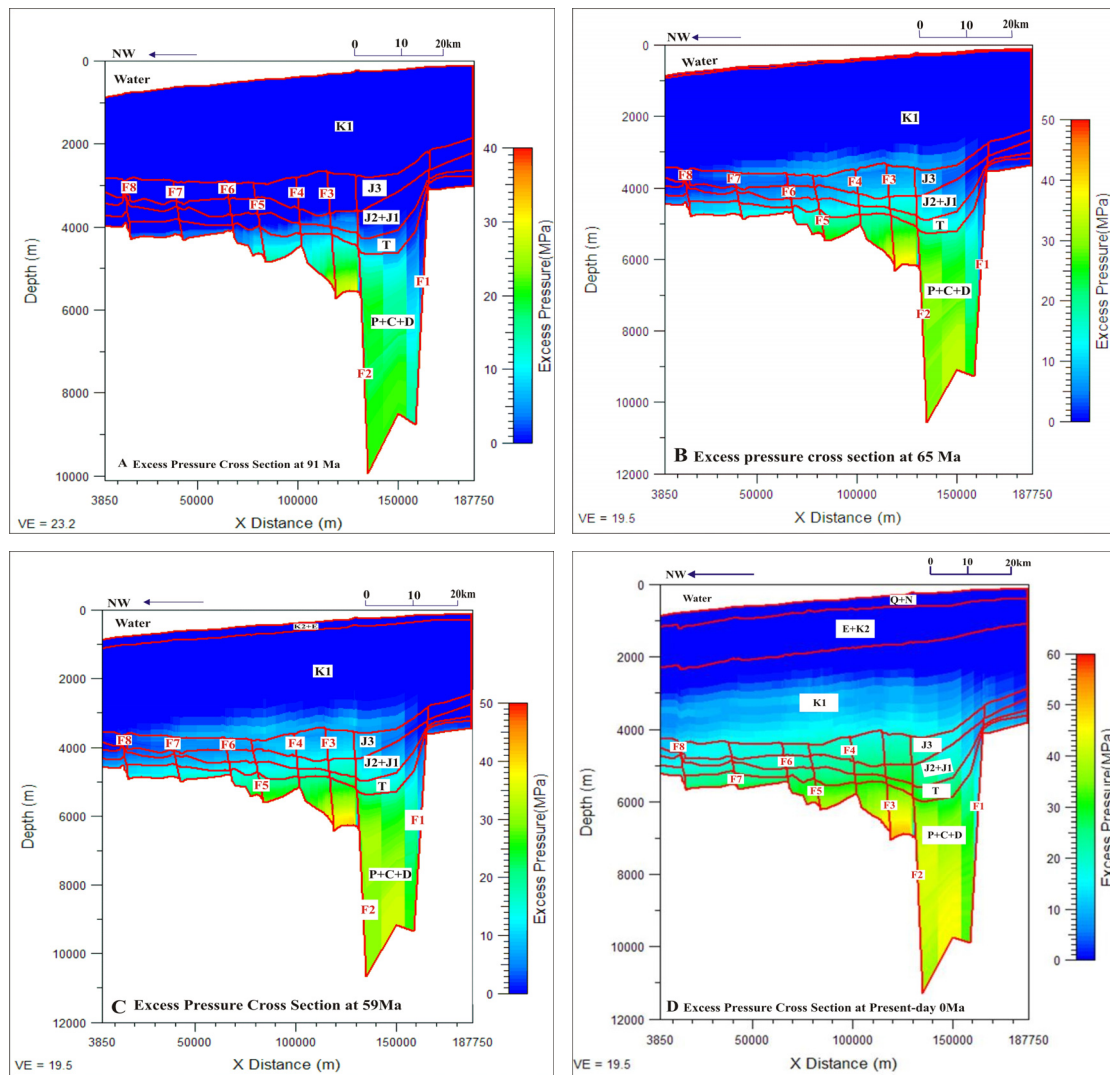 NW
0 10 20km
Water
K1
J3
J2+J1
T
P+C+D
F8
F7
F6
F5
F4
F3
F2
F1
0
2000
4000
6000
8000
10000
Depth (m)
3850 50000 100000 150000 187750
X Distance (m)
VE = 23.2
A Excess Pressure Cross Section at 91 Ma
40
30
20
10
0
Excess Pressure(MPa)
NW
0 10 20km
Water
K1
J3
J2+J1
T
P+C+D
F8
F7
F6
F5
F4
F3
F2
F1
0
2000
4000
6000
8000
10000
12000
Depth (m)
3850 50000 100000 150000 187750
X Distance (m)
VE = 19.5
B Excess pressure cross section at 65 Ma
50
40
30
20
10
0
Excess Pressure(MPa)
NW
0 10 20km
Water
K2+E
K1
J3
J2+J1
T
P+C+D
F8
F7
F6
F5
F4
F3
F2
F1
0
2000
4000
6000
8000
10000
12000
Depth (m)
3850 50000 100000 150000 187750
X Distance (m)
VE = 19.5
C Excess Pressure Cross Section at 59Ma
50
40
30
20
10
0
Excess Pressure(MPa)
NW
0 10 20km
Water
Q+N
E+K2
K1
J3
J2+J1
T
P+C+D
F8
F7
F6
F5
F4
F3
F2
F1
0
2000
4000
6000
8000
10000
12000
Depth (m)
3850 50000 100000 150000 187750
X Distance (m)
VE = 19.5
D Excess Pressure Cross Section at Present-day 0Ma
60
50
40
30
20
10
0
Excess Pressure(MPa)